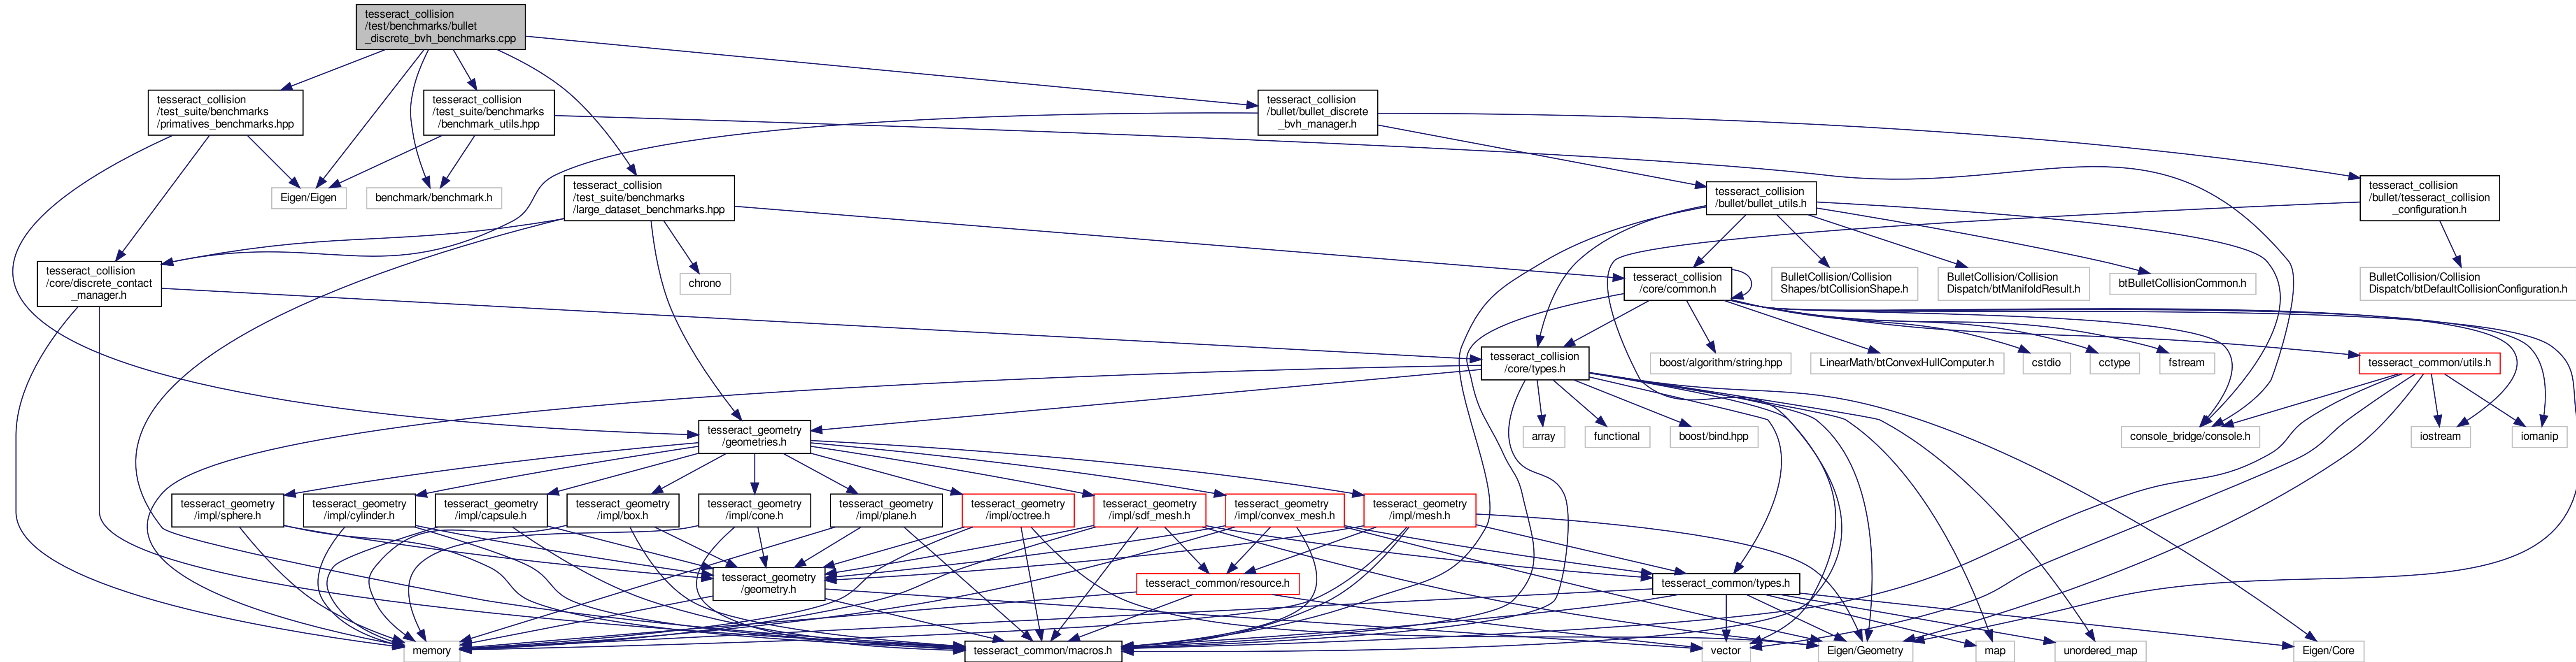 tesseract_collision
/test/benchmarks/bullet
_discrete_bvh_benchmarks.cpp
tesseract_collision
/test_suite/benchmarks
/primatives_benchmarks.hpp
tesseract_collision
/test_suite/benchmarks
/benchmark_utils.hpp
tesseract_collision
/bullet/bullet_discrete
_bvh_manager.h
Eigen/Eigen
benchmark/benchmark.h
tesseract_collision
/test_suite/benchmarks
/large_dataset_benchmarks.hpp
tesseract_collision
/bullet/bullet_utils.h
tesseract_collision
/bullet/tesseract_collision
_configuration.h
tesseract_collision
/core/discrete_contact
_manager.h
chrono
tesseract_collision
/core/common.h
BulletCollision/Collision
Shapes/btCollisionShape.h
BulletCollision/Collision
Dispatch/btManifoldResult.h
btBulletCollisionCommon.h
BulletCollision/Collision
Dispatch/btDefaultCollisionConfiguration.h
tesseract_collision
/core/types.h
boost/algorithm/string.hpp
LinearMath/btConvexHullComputer.h
cstdio
cctype
fstream
tesseract_common/utils.h
tesseract_geometry
/geometries.h
array
functional
boost/bind.hpp
console_bridge/console.h
iostream
iomanip
tesseract_geometry
/impl/sphere.h
tesseract_geometry
/impl/cylinder.h
tesseract_geometry
/impl/capsule.h
tesseract_geometry
/impl/box.h
tesseract_geometry
/impl/cone.h
tesseract_geometry
/impl/plane.h
tesseract_geometry
/impl/octree.h
tesseract_geometry
/impl/sdf_mesh.h
tesseract_geometry
/impl/convex_mesh.h
tesseract_geometry
/impl/mesh.h
tesseract_geometry
/geometry.h
tesseract_common/resource.h
tesseract_common/types.h
memory
tesseract_common/macros.h
vector
Eigen/Geometry
map
unordered_map
Eigen/Core